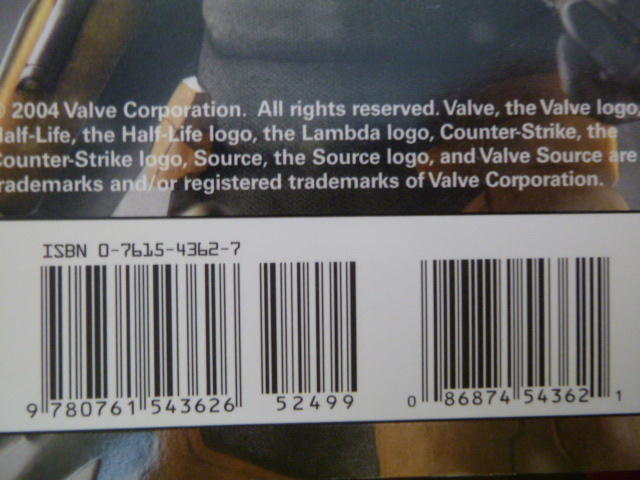 © 2004 Valve Corporation. All rights reserved. Valve, the Valve logo,
Half-Life, the Half-Life logo, the Lambda logo, Counter-Strike, the
Counter-Strike logo, Source, the Source logo, and Valve Source are
trademarks and/or registered trademarks of Valve Corporation.
ISBN 0-7615-4362-7
9 780761 543626 52499 0 86874 54362 1